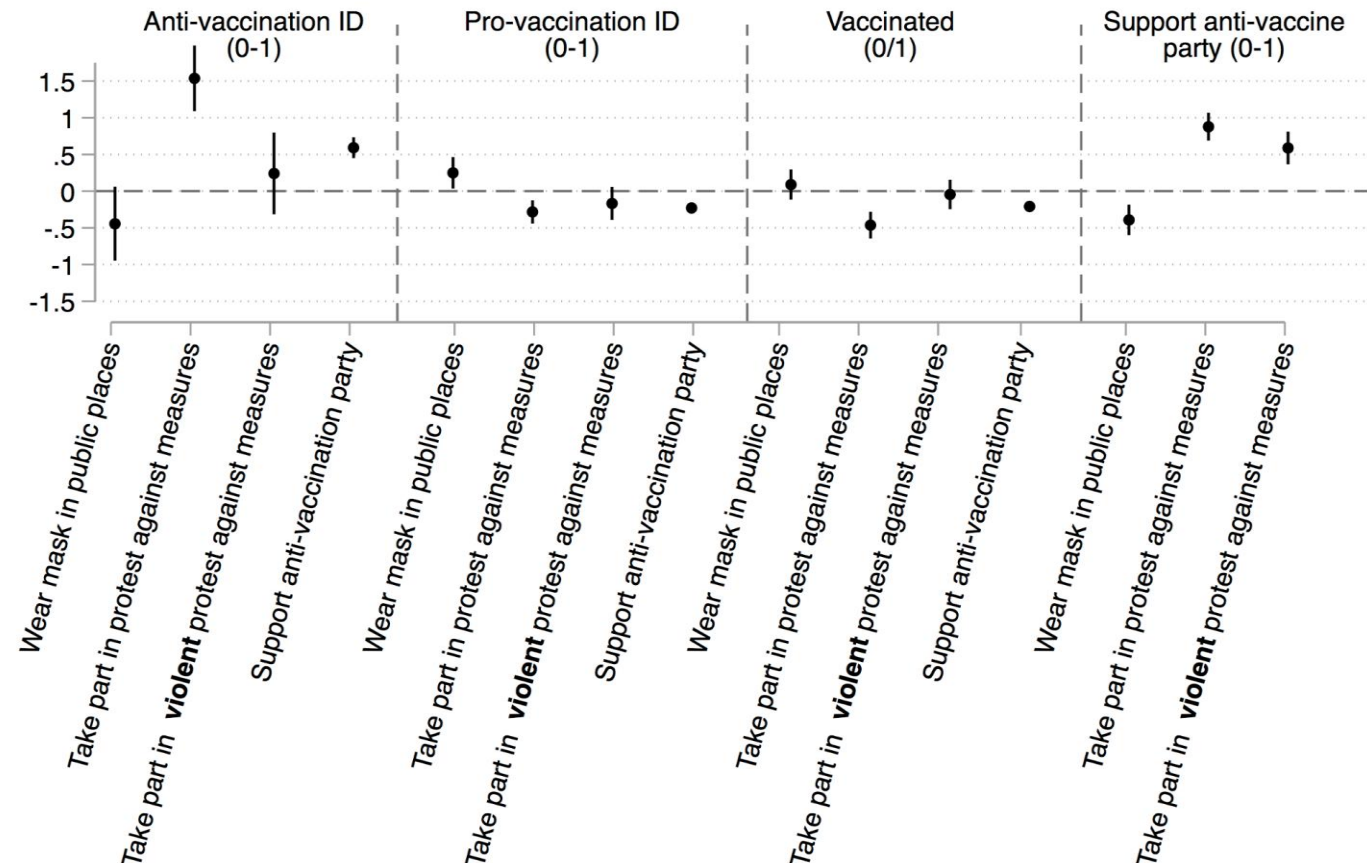 Anti-vaccination ID
(0-1)
Pro-vaccination ID
(0-1)
Vaccinated
(0/1)
Support anti-vaccine
party (0-1)
1.5
1
.5
0
-.5
-1
-1.5
Wear mask in public places
Take part in protest against measures
Take part in violent protest against measures
Support anti-vaccination party
Wear mask in public places
Take part in protest against measures
Take part in violent protest against measures
Support anti-vaccination party
Wear mask in public places
Take part in protest against measures
Take part in violent protest against measures
Support anti-vaccination party
Wear mask in public places
Take part in protest against measures
Take part in violent protest against measures